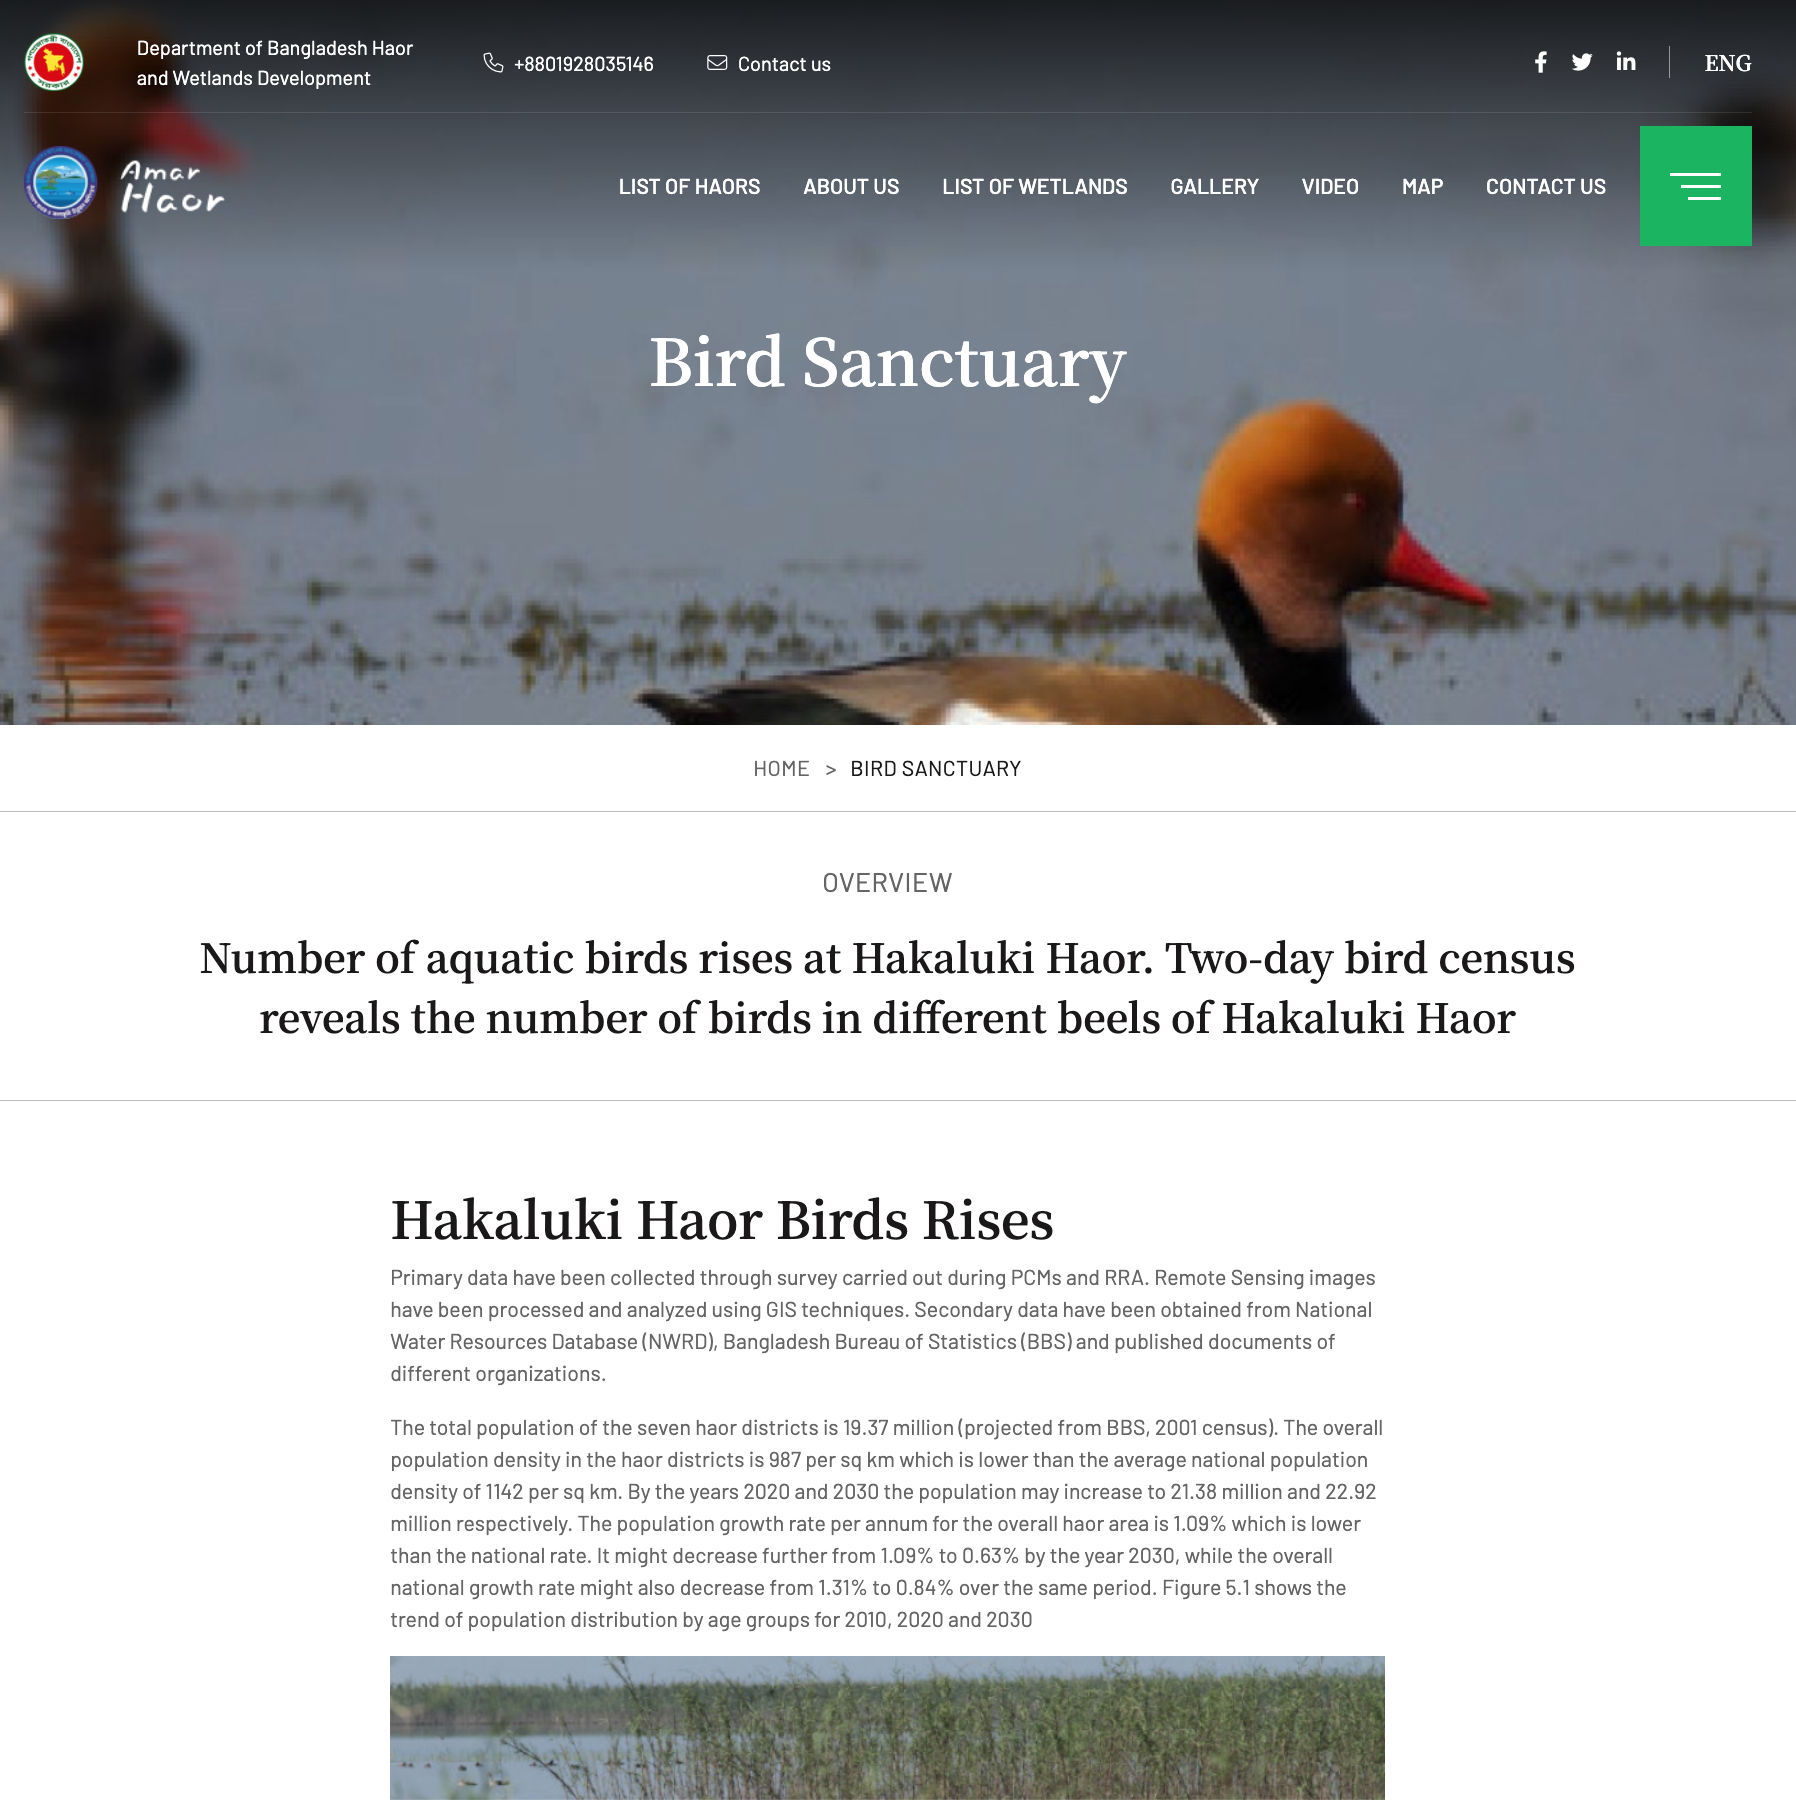 Department of Bangladesh Haor
and Wetlands Development
+8801928035146
Contact us
ENG
Amar
Haor
LIST OF HAORS
ABOUT US
LIST OF WETLANDS
GALLERY
VIDEO
MAP
CONTACT US
Bird Sanctuary
HOME > BIRD SANCTUARY
OVERVIEW
Number of aquatic birds rises at Hakaluki Haor. Two-day bird census
reveals the number of birds in different beels of Hakaluki Haor
Hakaluki Haor Birds Rises
Primary data have been collected through survey carried out during PCMs and RRA. Remote Sensing images
have been processed and analyzed using GIS techniques. Secondary data have been obtained from National
Water Resources Database (NWRD), Bangladesh Bureau of Statistics (BBS) and published documents of
different organizations.
The total population of the seven haor districts is 19.37 million (projected from BBS, 2001 census). The overall
population density in the haor districts is 987 per sq km which is lower than the average national population
density of 1142 per sq km. By the years 2020 and 2030 the population may increase to 21.38 million and 22.92
million respectively. The population growth rate per annum for the overall haor area is 1.09% which is lower
than the national rate. It might decrease further from 1.09% to 0.63% by the year 2030, while the overall
national growth rate might also decrease from 1.31% to 0.84% over the same period. Figure 5.1 shows the
trend of population distribution by age groups for 2010, 2020 and 2030